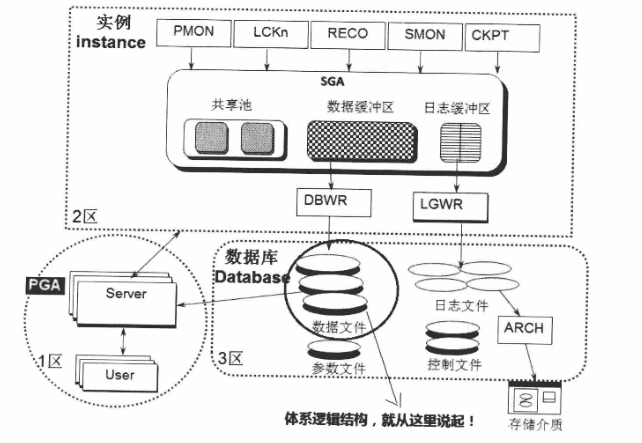 实例
instance
PMON
LCKn
RECO
SMON
CKPT
SGA
共享池
数据缓冲区
日志缓冲区
DBWR
LGWR
2区
数据库
Database
PGA
Server
User
1区
数据文件
参数文件
日志文件
控制文件
ARCH
3区
存储介质
体系逻辑结构，就从这里说起！